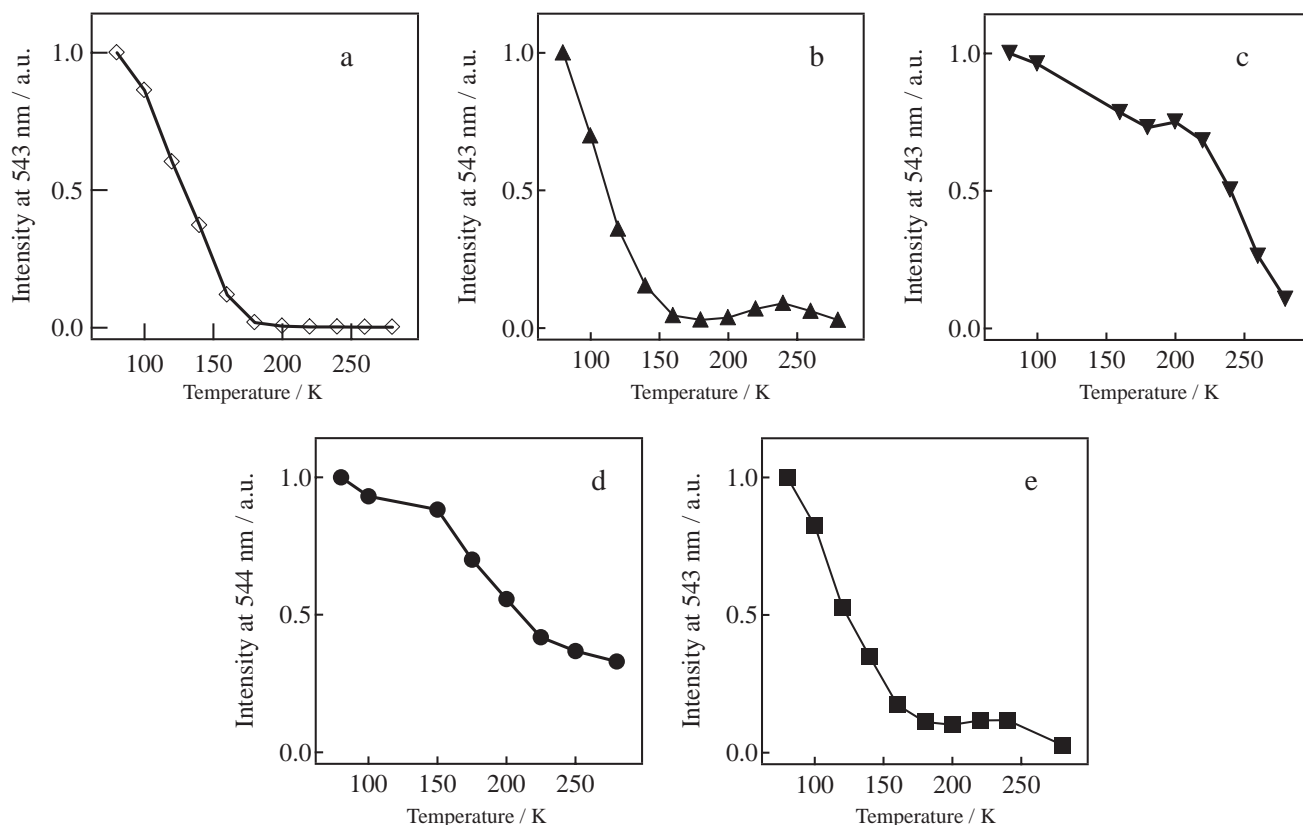 a
Intensity at 543 nm / a.u.
1.0
0.5
0.0
100 150 200 250
Temperature / K
b
Intensity at 543 nm / a.u.
1.0
0.5
0.0
100 150 200 250
Temperature / K
c
Intensity at 543 nm / a.u.
1.0
0.5
0.0
100 150 200 250
Temperature / K
d
Intensity at 544 nm / a.u.
1.0
0.5
0.0
100 150 200 250
Temperature / K
e
Intensity at 543 nm / a.u.
1.0
0.5
0.0
100 150 200 250
Temperature / K